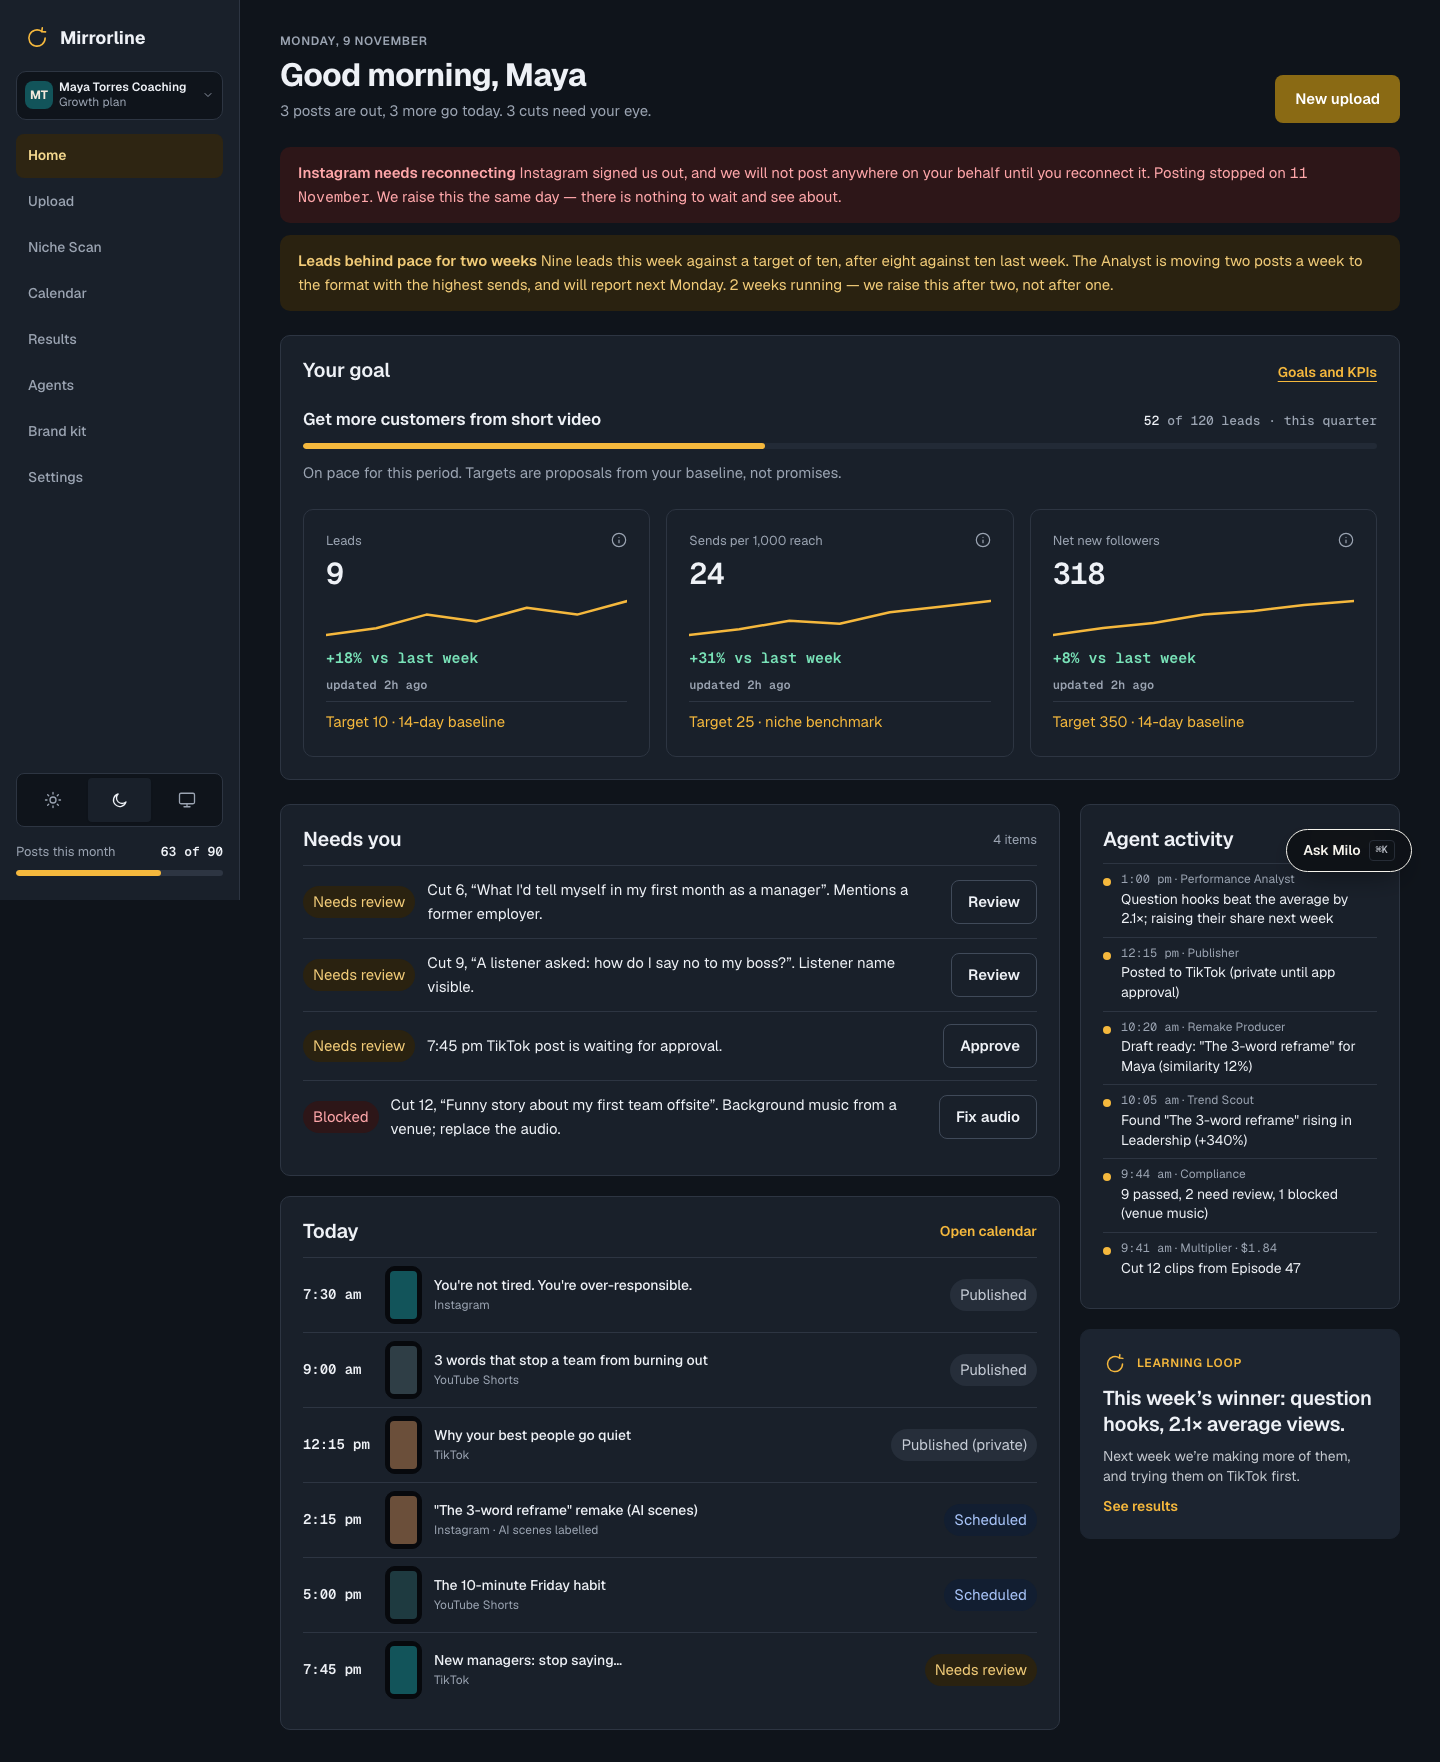 Mirrorline
MT
Maya Torres Coaching
Growth plan
Home
Upload
Niche Scan
Calendar
Results
Agents
Brand kit
Settings
Posts this month
63 of 90
MONDAY, 9 NOVEMBER
Good morning, Maya
3 posts are out, 3 more go today. 3 cuts need your eye.
New upload
Instagram needs reconnecting Instagram signed us out, and we will not post anywhere on your behalf until you reconnect it. Posting stopped on 11
November. We raise this the same day — there is nothing to wait and see about.
Leads behind pace for two weeks Nine leads this week against a target of ten, after eight against ten last week. The Analyst is moving two posts a week to
the format with the highest sends, and will report next Monday. 2 weeks running — we raise this after two, not after one.
Your goal
Goals and KPIs
Get more customers from short video
52 of 120 leads · this quarter
On pace for this period. Targets are proposals from your baseline, not promises.
Leads
9
+18% vs last week
updated 2h ago
Target 10 · 14-day baseline
Sends per 1,000 reach
24
+31% vs last week
updated 2h ago
Target 25 · niche benchmark
Net new followers
318
+8% vs last week
updated 2h ago
Target 350 · 14-day baseline
Needs you
4 items
Needs review
Cut 6, “What I'd tell myself in my first month as a manager”. Mentions a
former employer.
Review
Needs review
Cut 9, “A listener asked: how do I say no to my boss?”. Listener name
visible.
Review
Needs review
7:45 pm TikTok post is waiting for approval.
Approve
Blocked
Cut 12, “Funny story about my first team offsite”. Background music from a
venue; replace the audio.
Fix audio
Today
Open calendar
7:30 am
You're not tired. You're over-responsible.
Instagram
Published
9:00 am
3 words that stop a team from burning out
YouTube Shorts
Published
12:15 pm
Why your best people go quiet
TikTok
Published (private)
2:15 pm
"The 3-word reframe" remake (AI scenes)
Instagram · AI scenes labelled
Scheduled
5:00 pm
The 10-minute Friday habit
YouTube Shorts
Scheduled
7:45 pm
New managers: stop saying…
TikTok
Needs review
Agent activity
Ask Milo ⌘K
1:00 pm · Performance Analyst
Question hooks beat the average by
2.1×; raising their share next week
12:15 pm · Publisher
Posted to TikTok (private until app
approval)
10:20 am · Remake Producer
Draft ready: "The 3-word reframe" for
Maya (similarity 12%)
10:05 am · Trend Scout
Found "The 3-word reframe" rising in
Leadership (+340%)
9:44 am · Compliance
9 passed, 2 need review, 1 blocked
(venue music)
9:41 am · Multiplier · $1.84
Cut 12 clips from Episode 47
LEARNING LOOP
This week’s winner: question
hooks, 2.1× average views.
Next week we’re making more of them,
and trying them on TikTok first.
See results